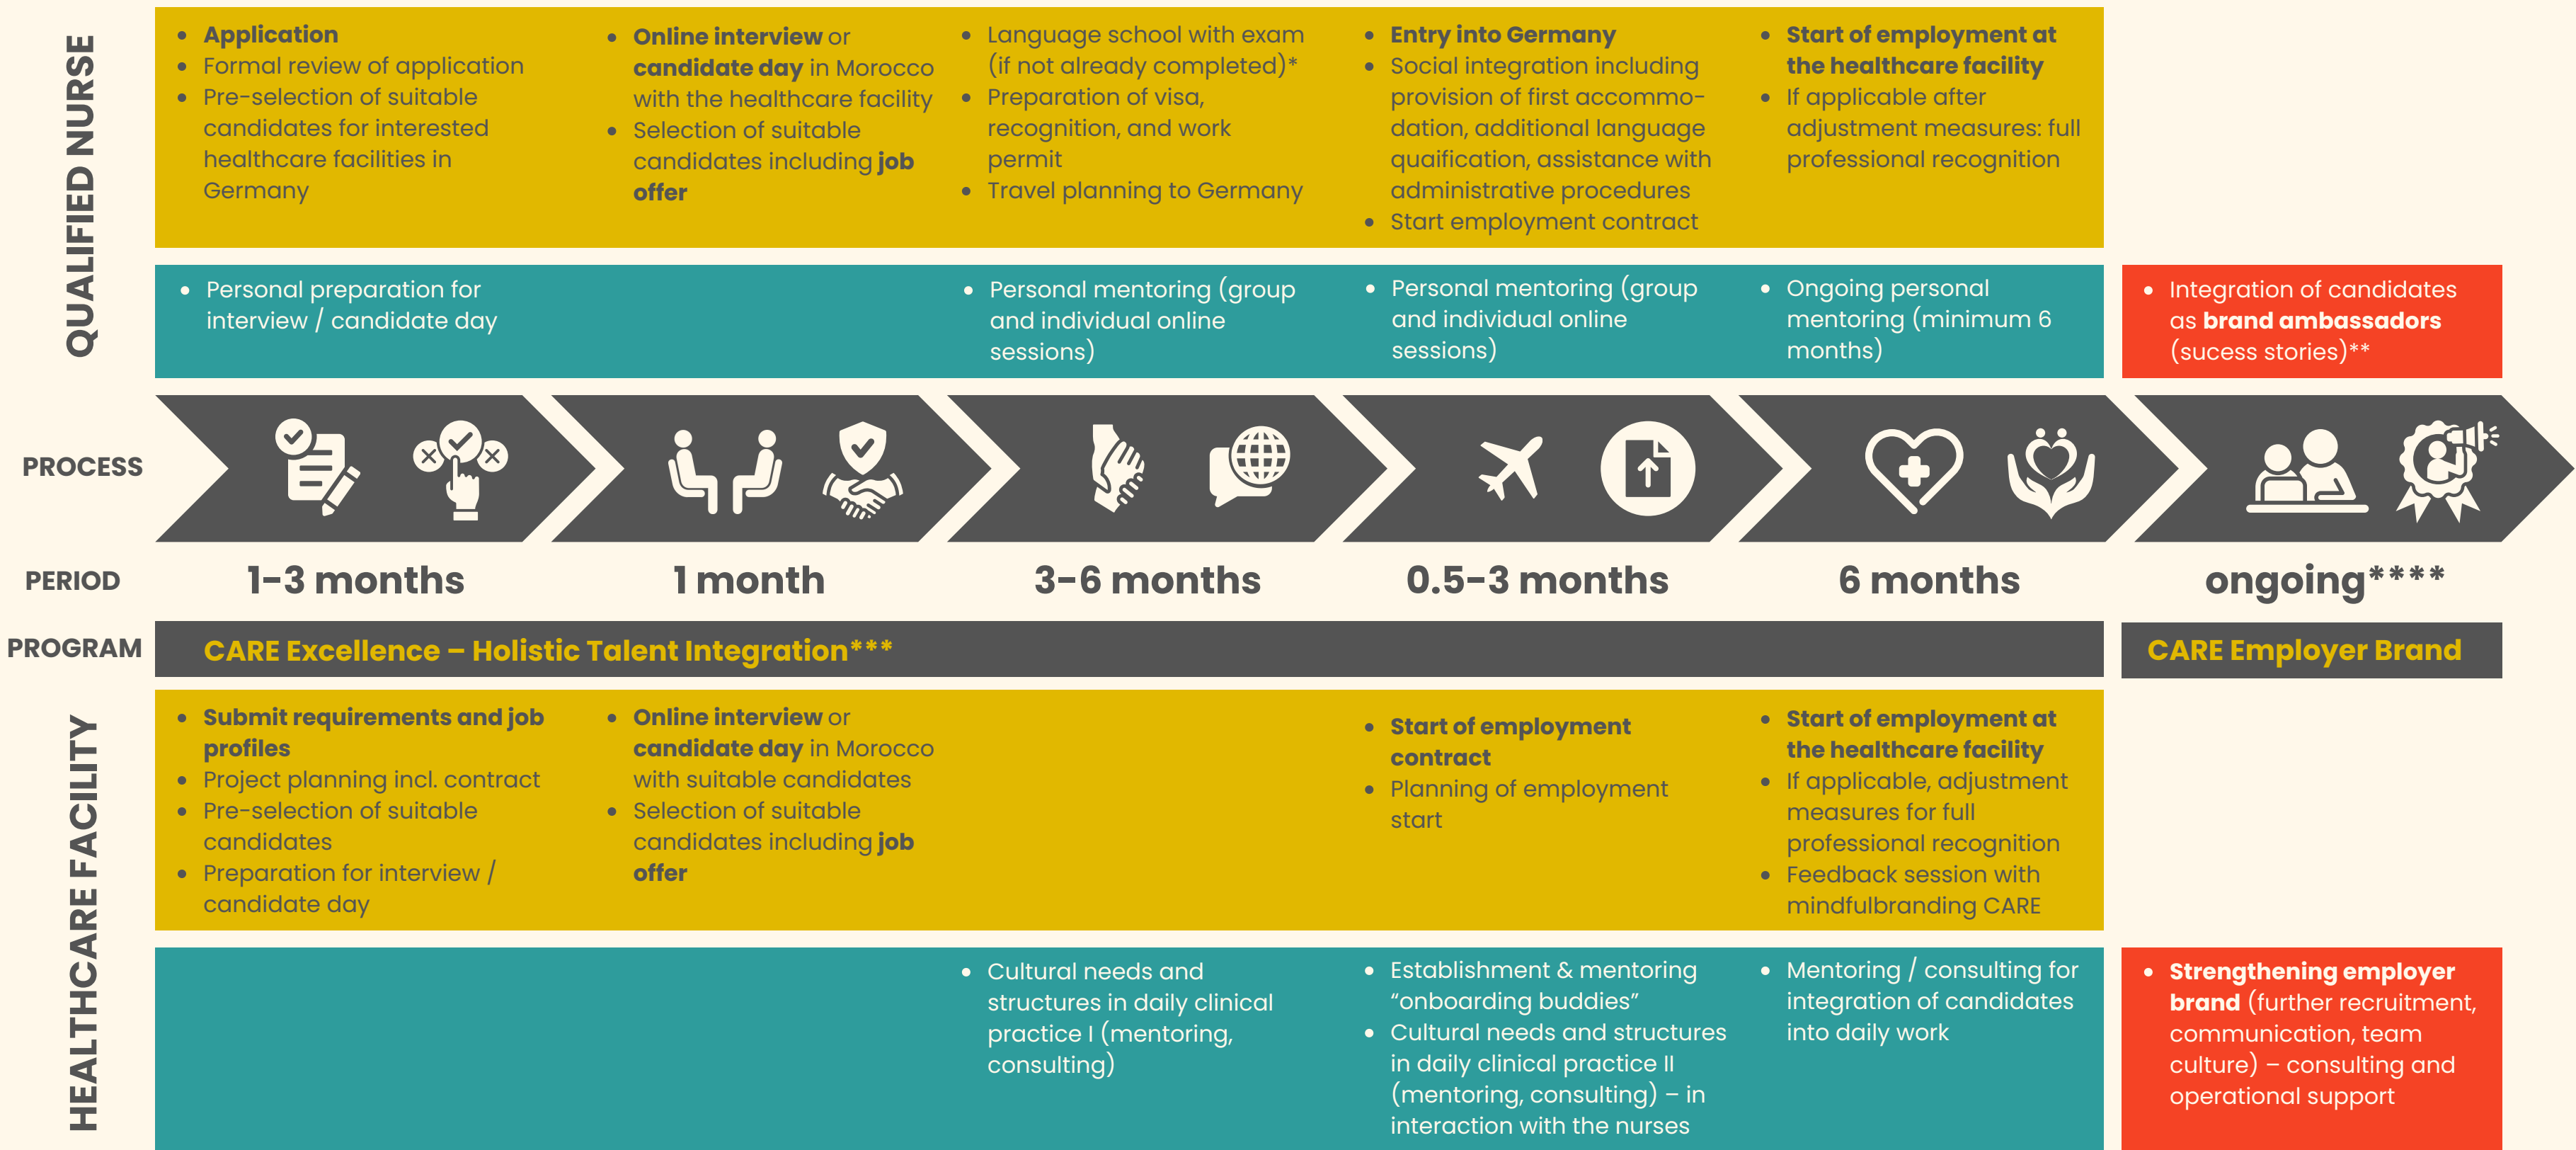 QUALIFIED NURSE
• Application
• Formal review of application
• Pre-selection of suitable
candidates for interested
healthcare facilities in
Germany
• Online interview or
candidate day in Morocco
with the healthcare facility
• Selection of suitable
candidates including job
offer
• Language school with exam
(if not already completed)*
• Preparation of visa,
recognition, and work
permit
• Travel planning to Germany
• Entry into Germany
• Social integration including
provision of first accommo-
dation, additional language
quaification, assistance with
administrative procedures
• Start employment contract
• Start of employment at
the healthcare facility
• If applicable after
adjustment measures: full
professional recognition
• Personal preparation for
interview / candidate day
• Personal mentoring (group
and individual online
sessions)
• Personal mentoring (group
and individual online
sessions)
• Ongoing personal
mentoring (minimum 6
months)
• Integration of candidates
as brand ambassadors
(sucess stories)**
PROCESS
PERIOD
1-3 months
1 month
3-6 months
0.5-3 months
6 months
ongoing****
PROGRAM
CARE Excellence – Holistic Talent Integration***
CARE Employer Brand
HEALTHCARE FACILITY
• Submit requirements and job
profiles
• Project planning incl. contract
• Pre-selection of suitable
candidates
• Preparation for interview /
candidate day
• Online interview or
candidate day in Morocco
with suitable candidates
• Selection of suitable
candidates including job
offer
• Start of employment
contract
• Planning of employment
start
• Start of employment at
the healthcare facility
• If applicable, adjustment
measures for full
professional recognition
• Feedback session with
mindfulbranding CARE
• Cultural needs and
structures in daily clinical
practice I (mentoring,
consulting)
• Establishment & mentoring
“onboarding buddies”
• Cultural needs and structures
in daily clinical practice II
(mentoring, consulting) – in
interaction with the nurses
• Mentoring / consulting for
integration of candidates
into daily work
• Strengthening employer
brand (further recruitment,
communication, team
culture) – consulting and
operational support